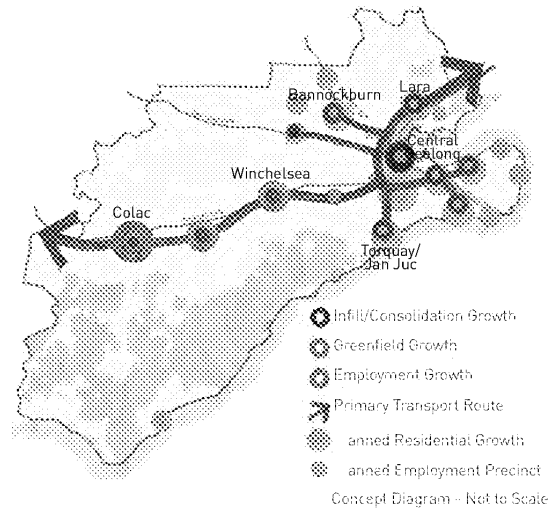 Bannockburn
Lara
Central
Geelong
Winchelsea
Colac
Torquay/
Jan Juc
Infill/Consolidation Growth
Greenfield Growth
Employment Growth
Primary Transport Route
anned Residential Growth
anned Employment Precinct
Concept Diagram - Not to Scale